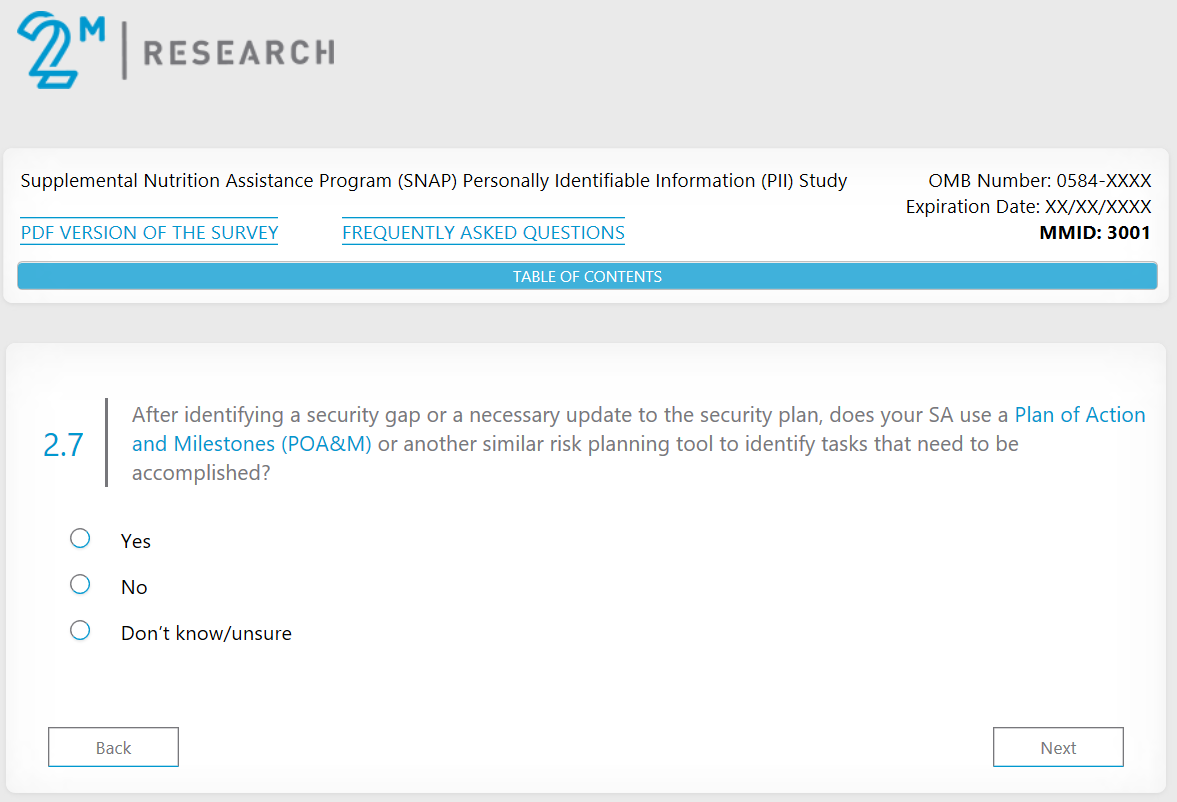 2M | RESEARCH
Supplemental Nutrition Assistance Program (SNAP) Personally Identifiable Information (PII) Study
OMB Number: 0584-XXXX
Expiration Date: XX/XX/XXXX
PDF VERSION OF THE SURVEY
FREQUENTLY ASKED QUESTIONS
MMID: 3001
TABLE OF CONTENTS
2.7
After identifying a security gap or a necessary update to the security plan, does your SA use a Plan of Action
and Milestones (POA&M) or another similar risk planning tool to identify tasks that need to be
accomplished?
Yes
No
Don’t know/unsure
Back
Next